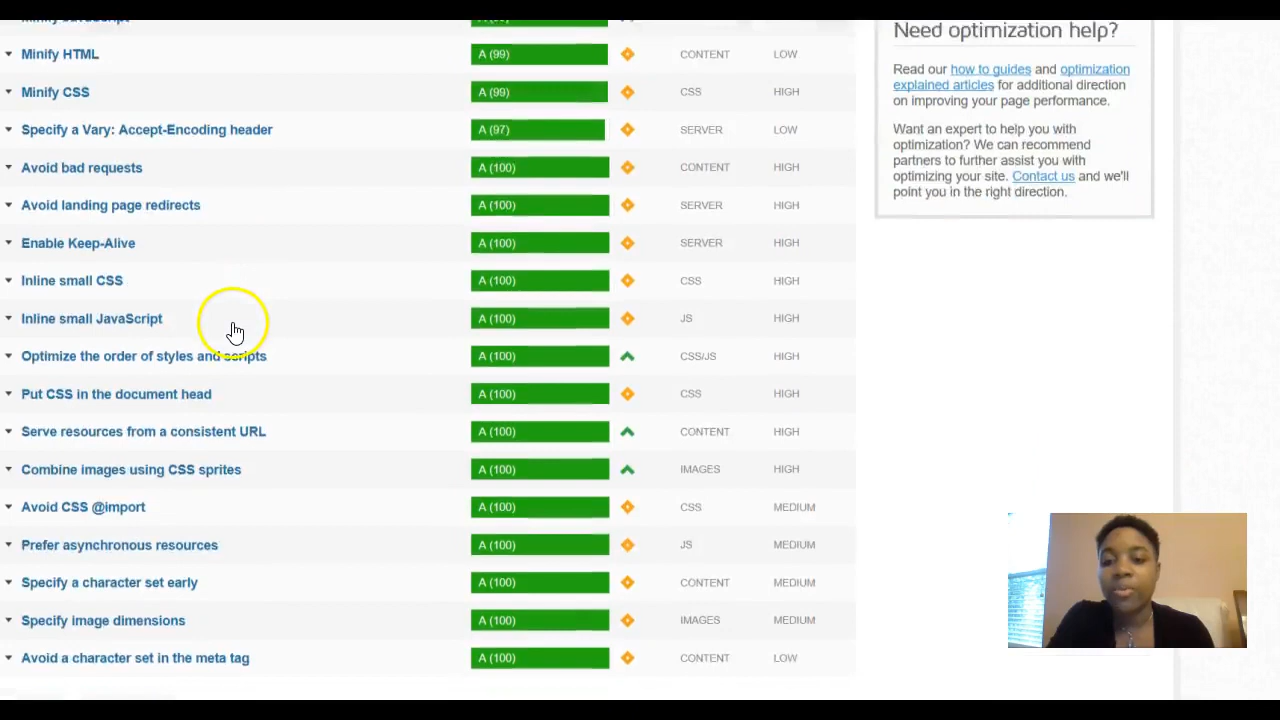 Minify JavaScript
Minify HTML A (99) CONTENT LOW
Minify CSS A (99) CSS HIGH
Specify a Vary: Accept-Encoding header A (97) SERVER LOW
Avoid bad requests A (100) CONTENT HIGH
Avoid landing page redirects A (100) SERVER HIGH
Enable Keep-Alive A (100) SERVER HIGH
Inline small CSS A (100) CSS HIGH
Inline small JavaScript A (100) JS HIGH
Optimize the order of styles and scripts A (100) CSS/JS HIGH
Put CSS in the document head A (100) CSS HIGH
Serve resources from a consistent URL A (100) CONTENT HIGH
Combine images using CSS sprites A (100) IMAGES HIGH
Avoid CSS @import A (100) CSS MEDIUM
Prefer asynchronous resources A (100) JS MEDIUM
Specify a character set early A (100) CONTENT MEDIUM
Specify image dimensions A (100) IMAGES MEDIUM
Avoid a character set in the meta tag A (100) CONTENT LOW
Need optimization help?
Read our how to guides and optimization
explained articles for additional direction
on improving your page performance.
Want an expert to help you with
optimization? We can recommend
partners to further assist you with
optimizing your site. Contact us and we'll
point you in the right direction.